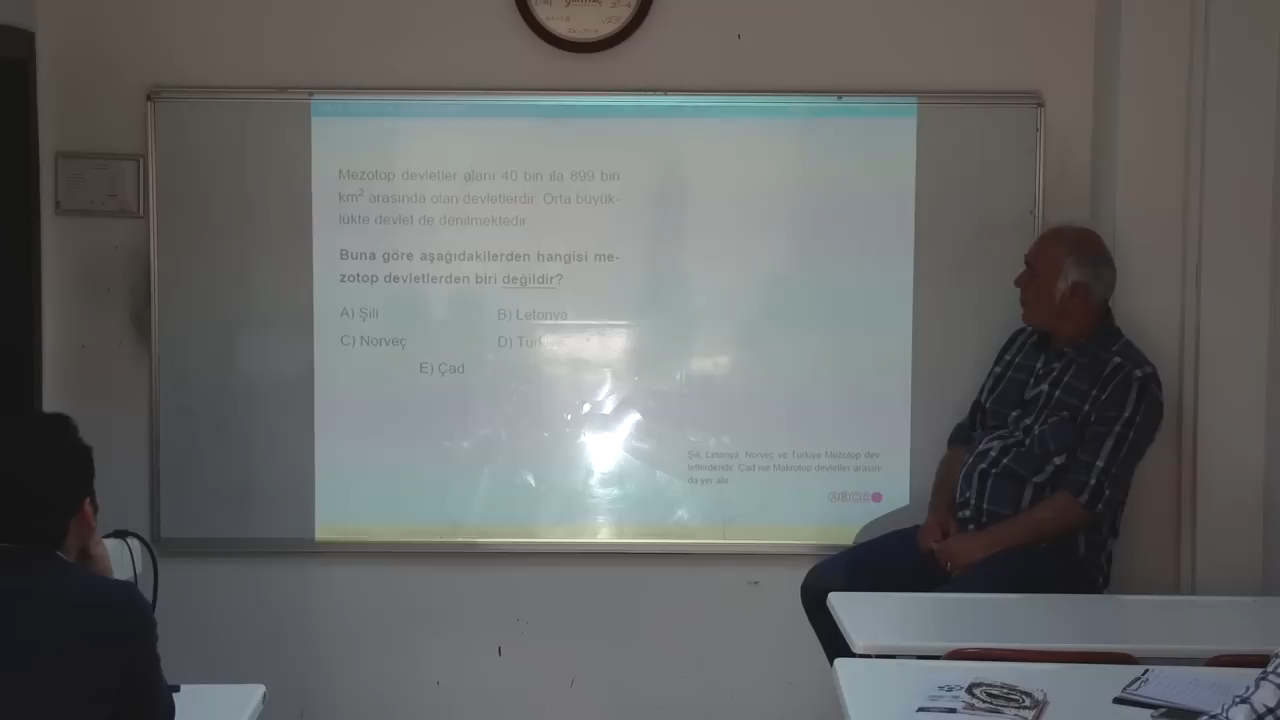 Mezotop devletler alanı 40 bin ila 899 bin
km² arasında olan devletlerdir. Orta büyük-
lükte devlet de denilmektedir.
Buna göre aşağıdakilerden hangisi me-
zotop devletlerden biri değildir?
A) Şili
B) Letonya
C) Norveç
D) Türkiye
E) Çad
Şili, Letonya, Norveç ve Türkiye Mezotop dev-
letlerdendir. Çad ise Makrotop devletler arasın-
da yer alır.